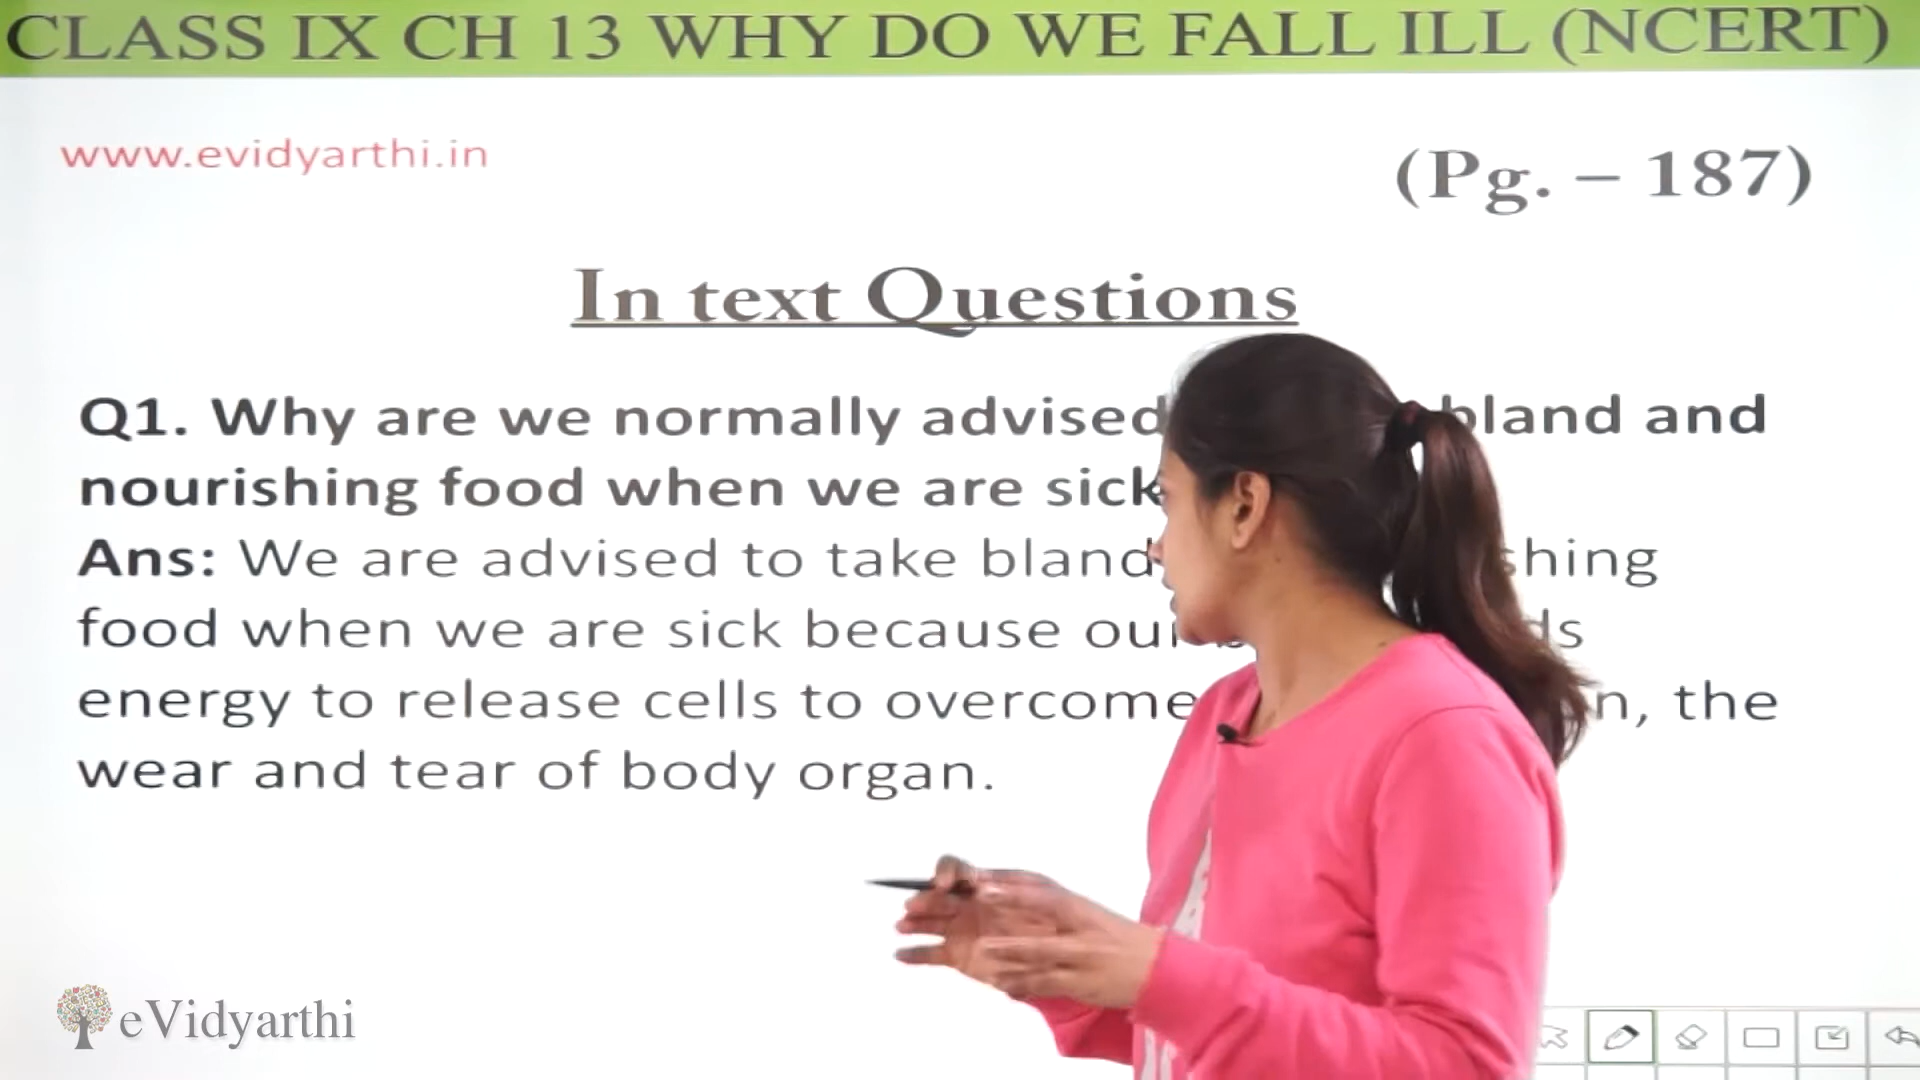 CLASS IX CH 13 WHY DO WE FALL ILL (NCERT)
www.evidyarthi.in
(Pg. – 187)
In text Questions
Q1. Why are we normally advised bland and
nourishing food when we are sick
Ans: We are advised to take bland
food when we are sick because our
energy to release cells to overcome the
wear and tear of body organ.
eVidyarthi